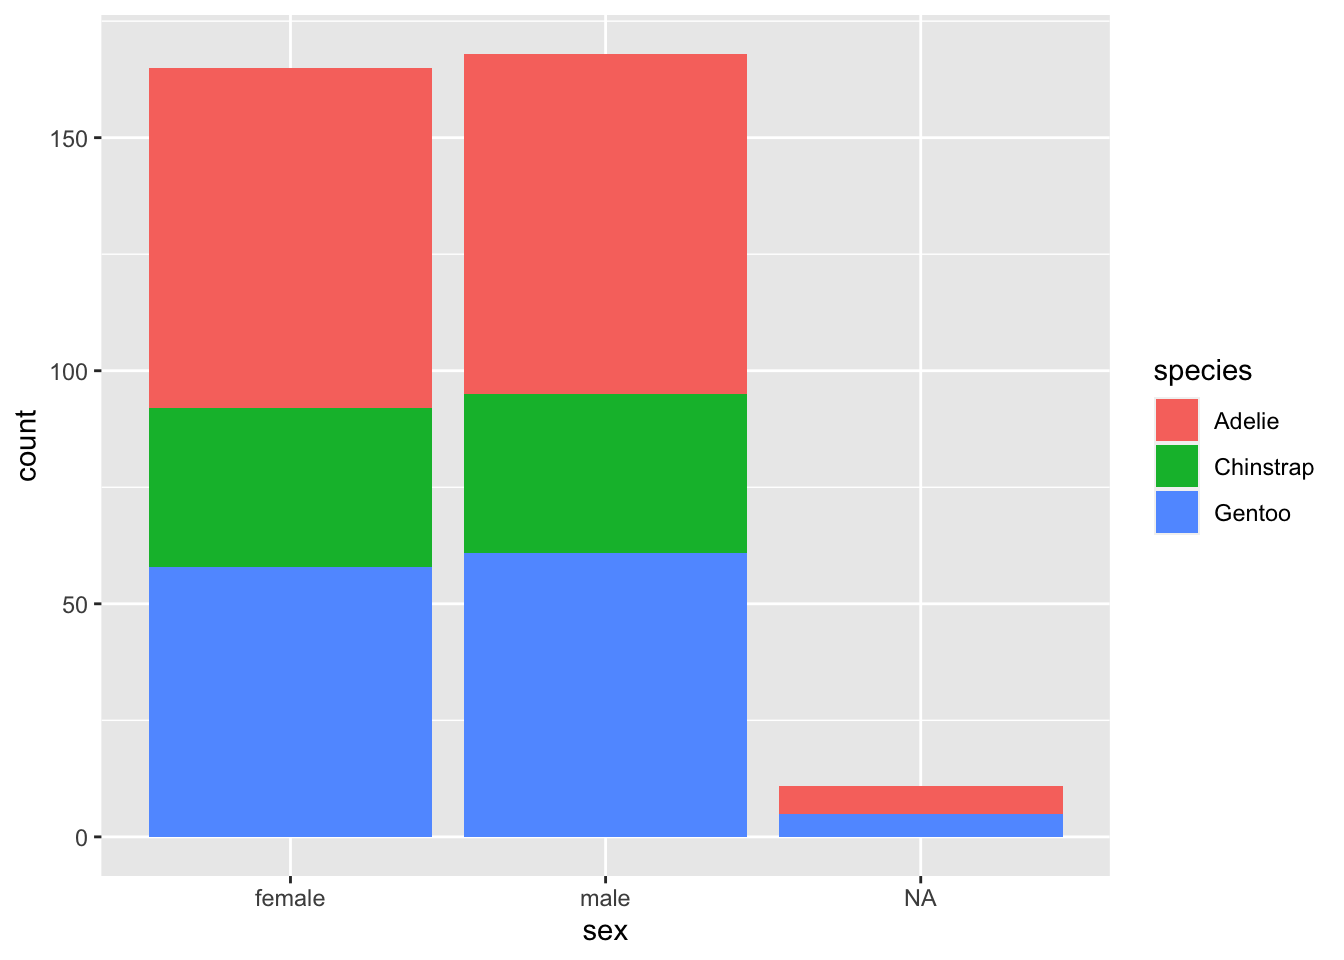 150
100
50
0
count
female
male
NA
sex
species
Adelie
Chinstrap
Gentoo